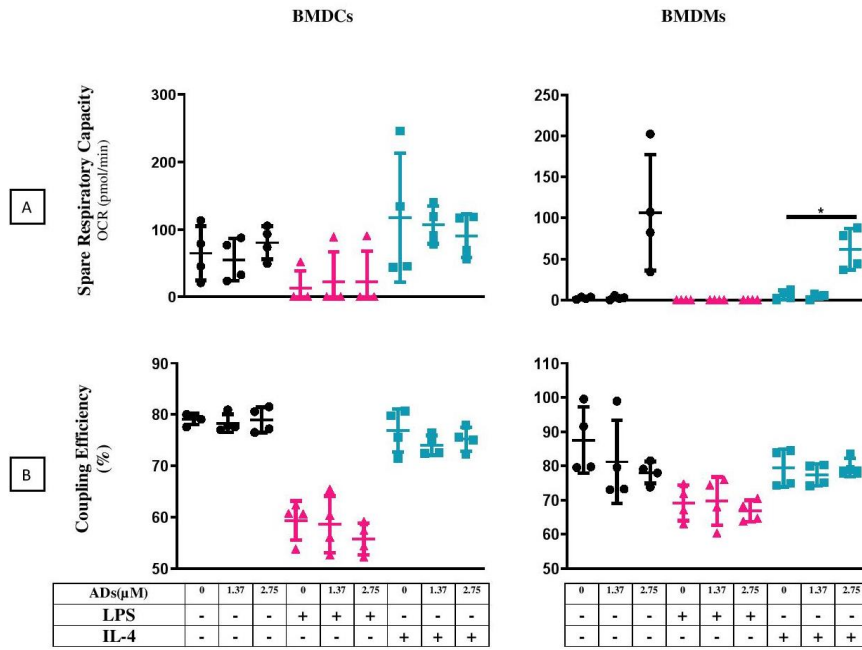 BMDCs BMDMs
A
Spare Respiratory Capacity
OCR (pmol/min)
300
200
100
0
250
200
150
100
50
0
*
B
Coupling Efficiency
(%)
90
80
70
60
50
110
100
90
80
70
60
50
ADs(µM) 0 1.37 2.75 0 1.37 2.75 0 1.37 2.75 0 1.37 2.75 0 1.37 2.75 0 1.37 2.75
LPS - - - + + + - - - - - - + + + - - -
IL-4 - - - - - - + + + - - - - - - + + +